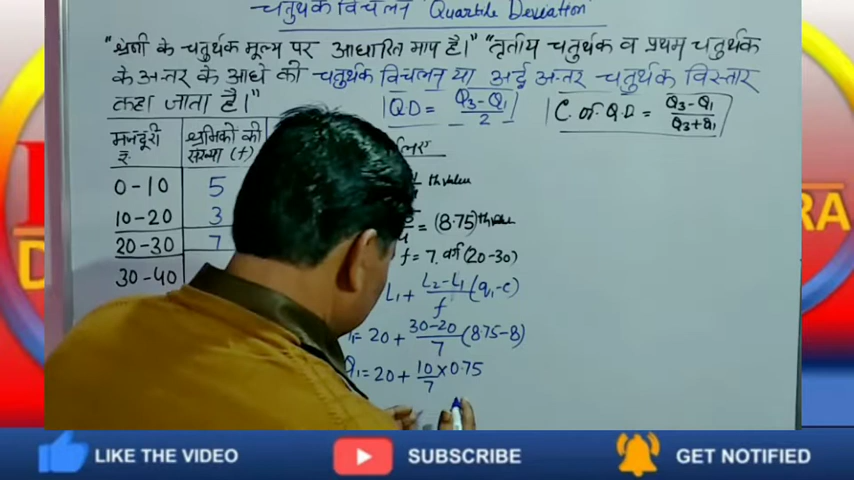 चतुर्थक विचलन "Quartile Deviation"
"श्रेणी के चतुर्थक मूल्य पर आधारित माप है।" "तृतीय चतुर्थक व प्रथम चतुर्थक
के अन्तर के आधे को चतुर्थक विचलन या अर्द्ध अन्तर चतुर्थक विस्तार
कहा जाता है।"
Q.D = Q3-Q1/2
C. of Q.D = Q3-Q1/Q3+Q1
मजदूरी रु.
श्रमिकों की संख्या (f)
0-10 5
10-20 3
20-30 7
30-40
th value
= (8.75)th value
f = 7. वर्ग (20-30)
L1 + L2-L1/f (q1-c)
= 20 + 30-20/7 (8.75-8)
Q1 = 20 + 10/7 × 0.75
RA
LIKE THE VIDEO
SUBSCRIBE
GET NOTIFIED